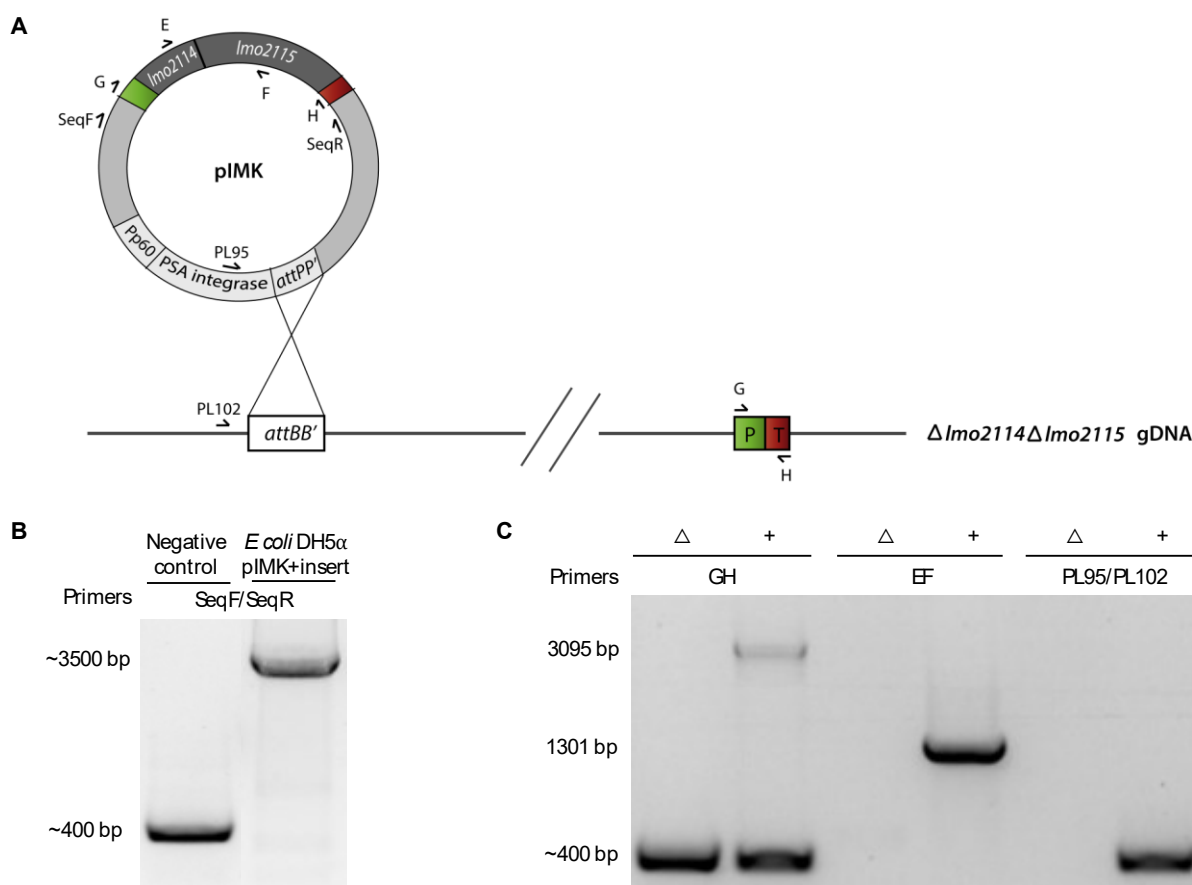 A
E
lmo2114
lmo2115
G
F
H
SeqF
SeqR
pIMK
PL95
Pp60
PSA integrase
attPP'
PL102
attBB'
G
P T
H
Δlmo2114Δlmo2115 gDNA
B
Negative control
E coli DH5α pIMK+insert
Primers
SeqF/SeqR
~3500 bp
~400 bp
C
△ + △ + △ +
Primers GH EF PL95/PL102
3095 bp
1301 bp
~400 bp